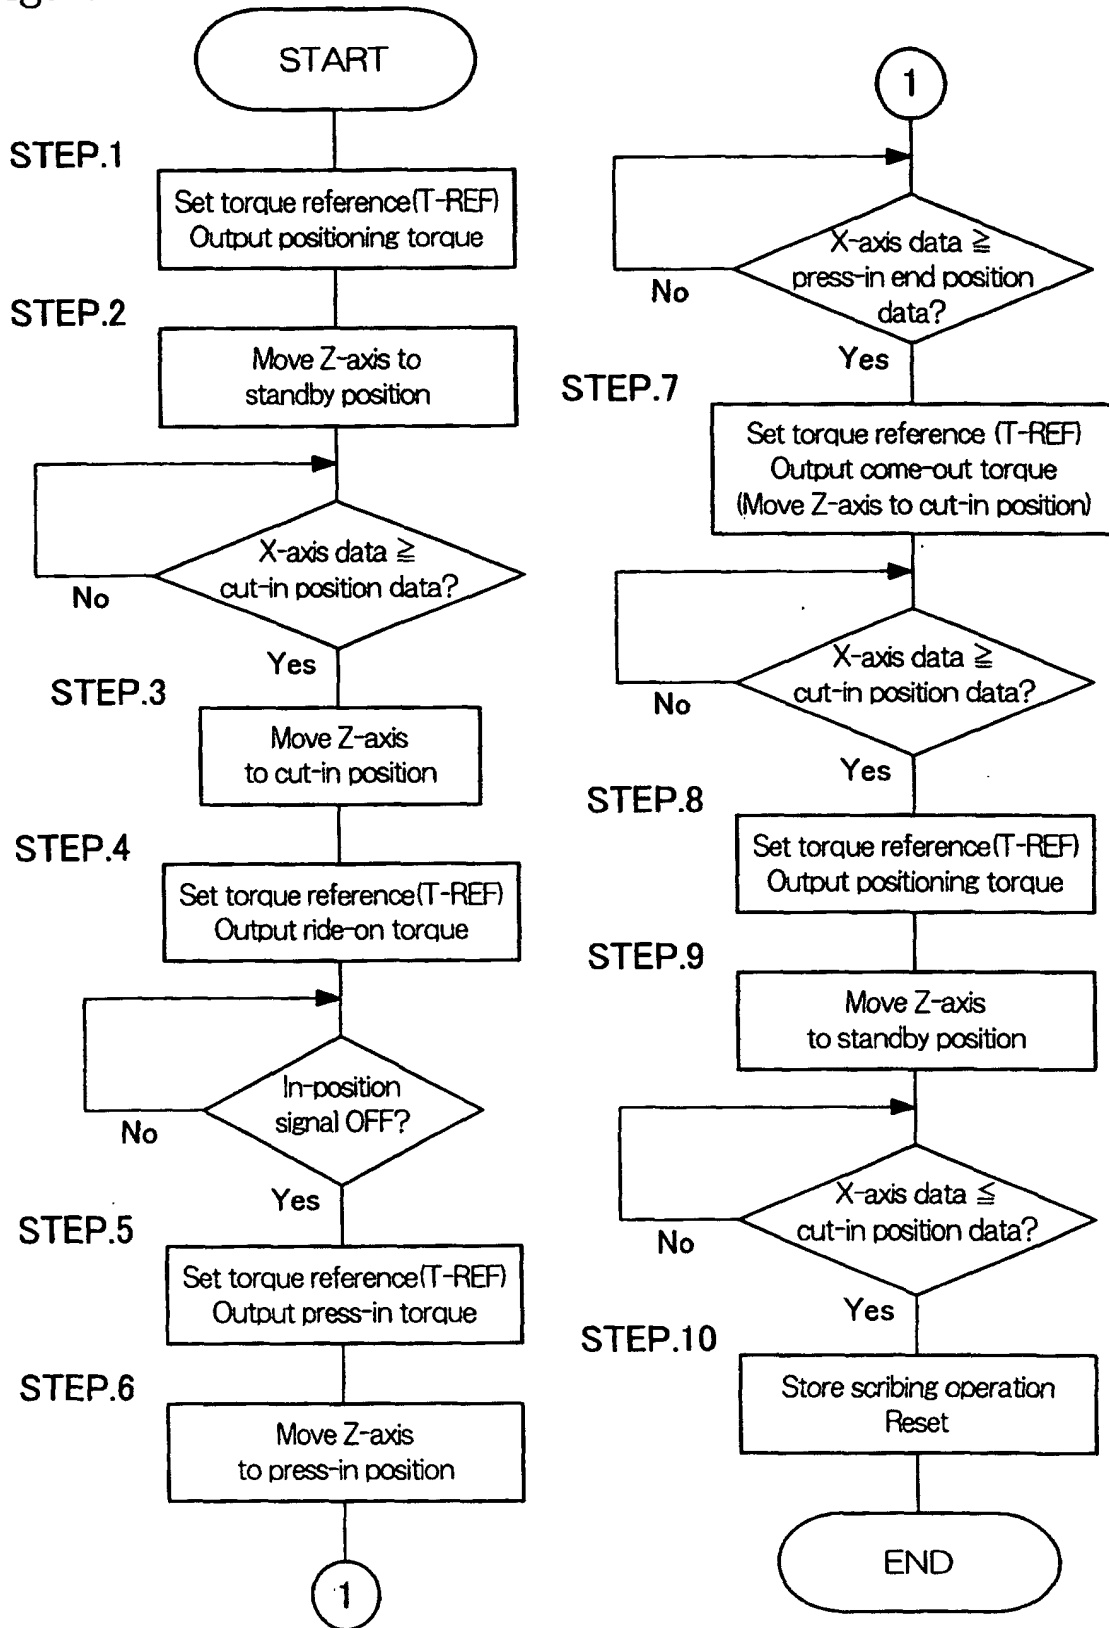 START
STEP.1
Set torque reference(T-REF)
Output positioning torque
STEP.2
Move Z-axis to
standby position
X-axis data ≧
cut-in position data?
No
Yes
STEP.3
Move Z-axis
to cut-in position
STEP.4
Set torque reference(T-REF)
Output ride-on torque
In-position
signal OFF?
No
Yes
STEP.5
Set torque reference(T-REF)
Output press-in torque
STEP.6
Move Z-axis
to press-in position
1
1
X-axis data ≧
press-in end position
data?
No
Yes
STEP.7
Set torque reference (T-REF)
Output come-out torque
(Move Z-axis to cut-in position)
X-axis data ≧
cut-in position data?
No
Yes
STEP.8
Set torque reference(T-REF)
Output positioning torque
STEP.9
Move Z-axis
to standby position
X-axis data ≦
cut-in position data?
No
Yes
STEP.10
Store scribing operation
Reset
END